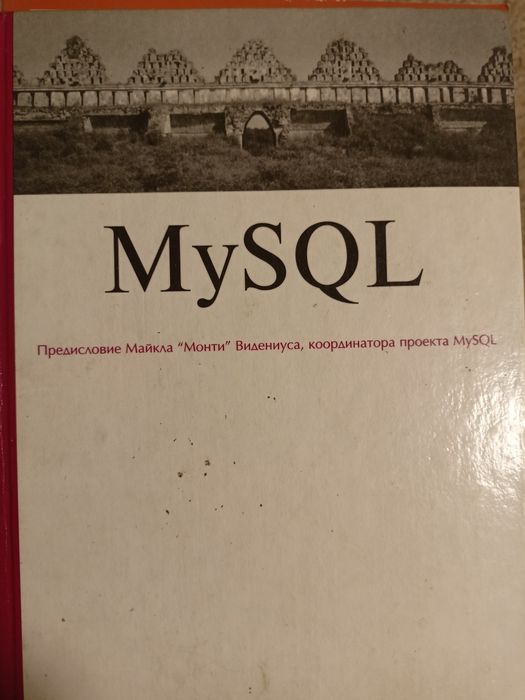 MySQL
Предисловие Майкла “Монти” Видениуса, координатора проекта MySQL